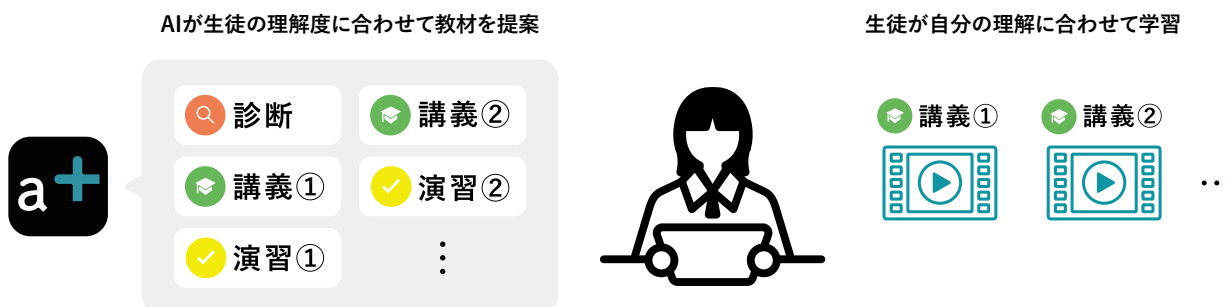 AIが生徒の理解度に合わせて教材を提案
生徒が自分の理解に合わせて学習
a+
診断
講義②
講義①
演習②
演習①
⋮
講義①
講義②
‥